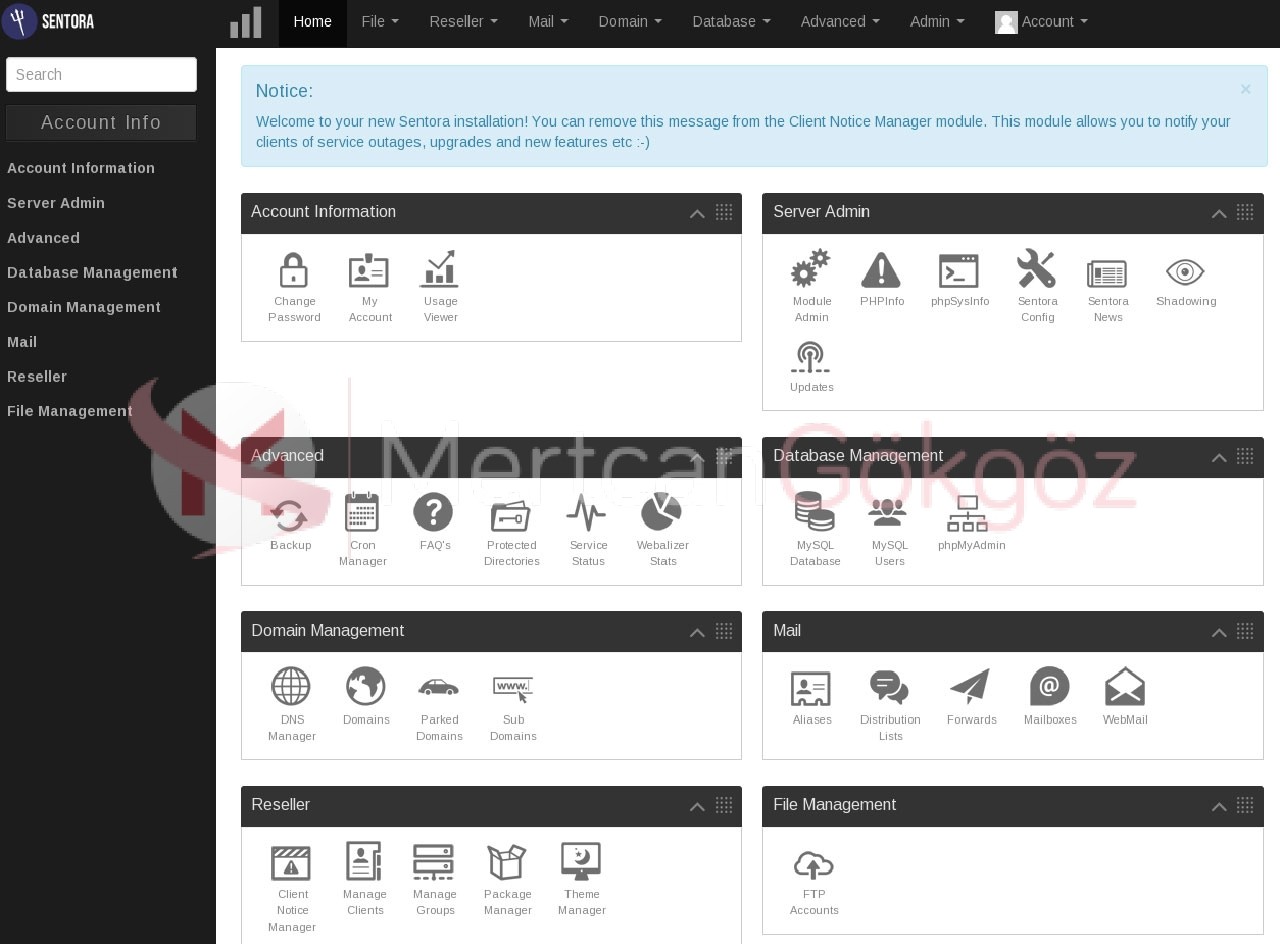 SENTORA
Home File Reseller Mail Domain Database Advanced Admin Account
Search
Account Info
Account Information
Server Admin
Advanced
Database Management
Domain Management
Mail
Reseller
File Management
Notice:
×
Welcome to your new Sentora installation! You can remove this message from the Client Notice Manager module. This module allows you to notify your
clients of service outages, upgrades and new features etc :-)
Account Information
Change
Password
My
Account
Usage
Viewer
Server Admin
Module
Admin
PHPInfo
phpSysInfo
Sentora
Config
Sentora
News
Shadowing
Updates
MertcanGökgöz
Advanced
Backup
Cron
Manager
FAQ's
Protected
Directories
Service
Status
Webalizer
Stats
Database Management
MySQL
Database
MySQL
Users
phpMyAdmin
Domain Management
DNS
Manager
Domains
Parked
Domains
www.
Sub
Domains
Mail
Aliases
Distribution
Lists
Forwards
@
Mailboxes
WebMail
Reseller
Client
Notice
Manager
Manage
Clients
Manage
Groups
Package
Manager
Theme
Manager
File Management
FTP
Accounts